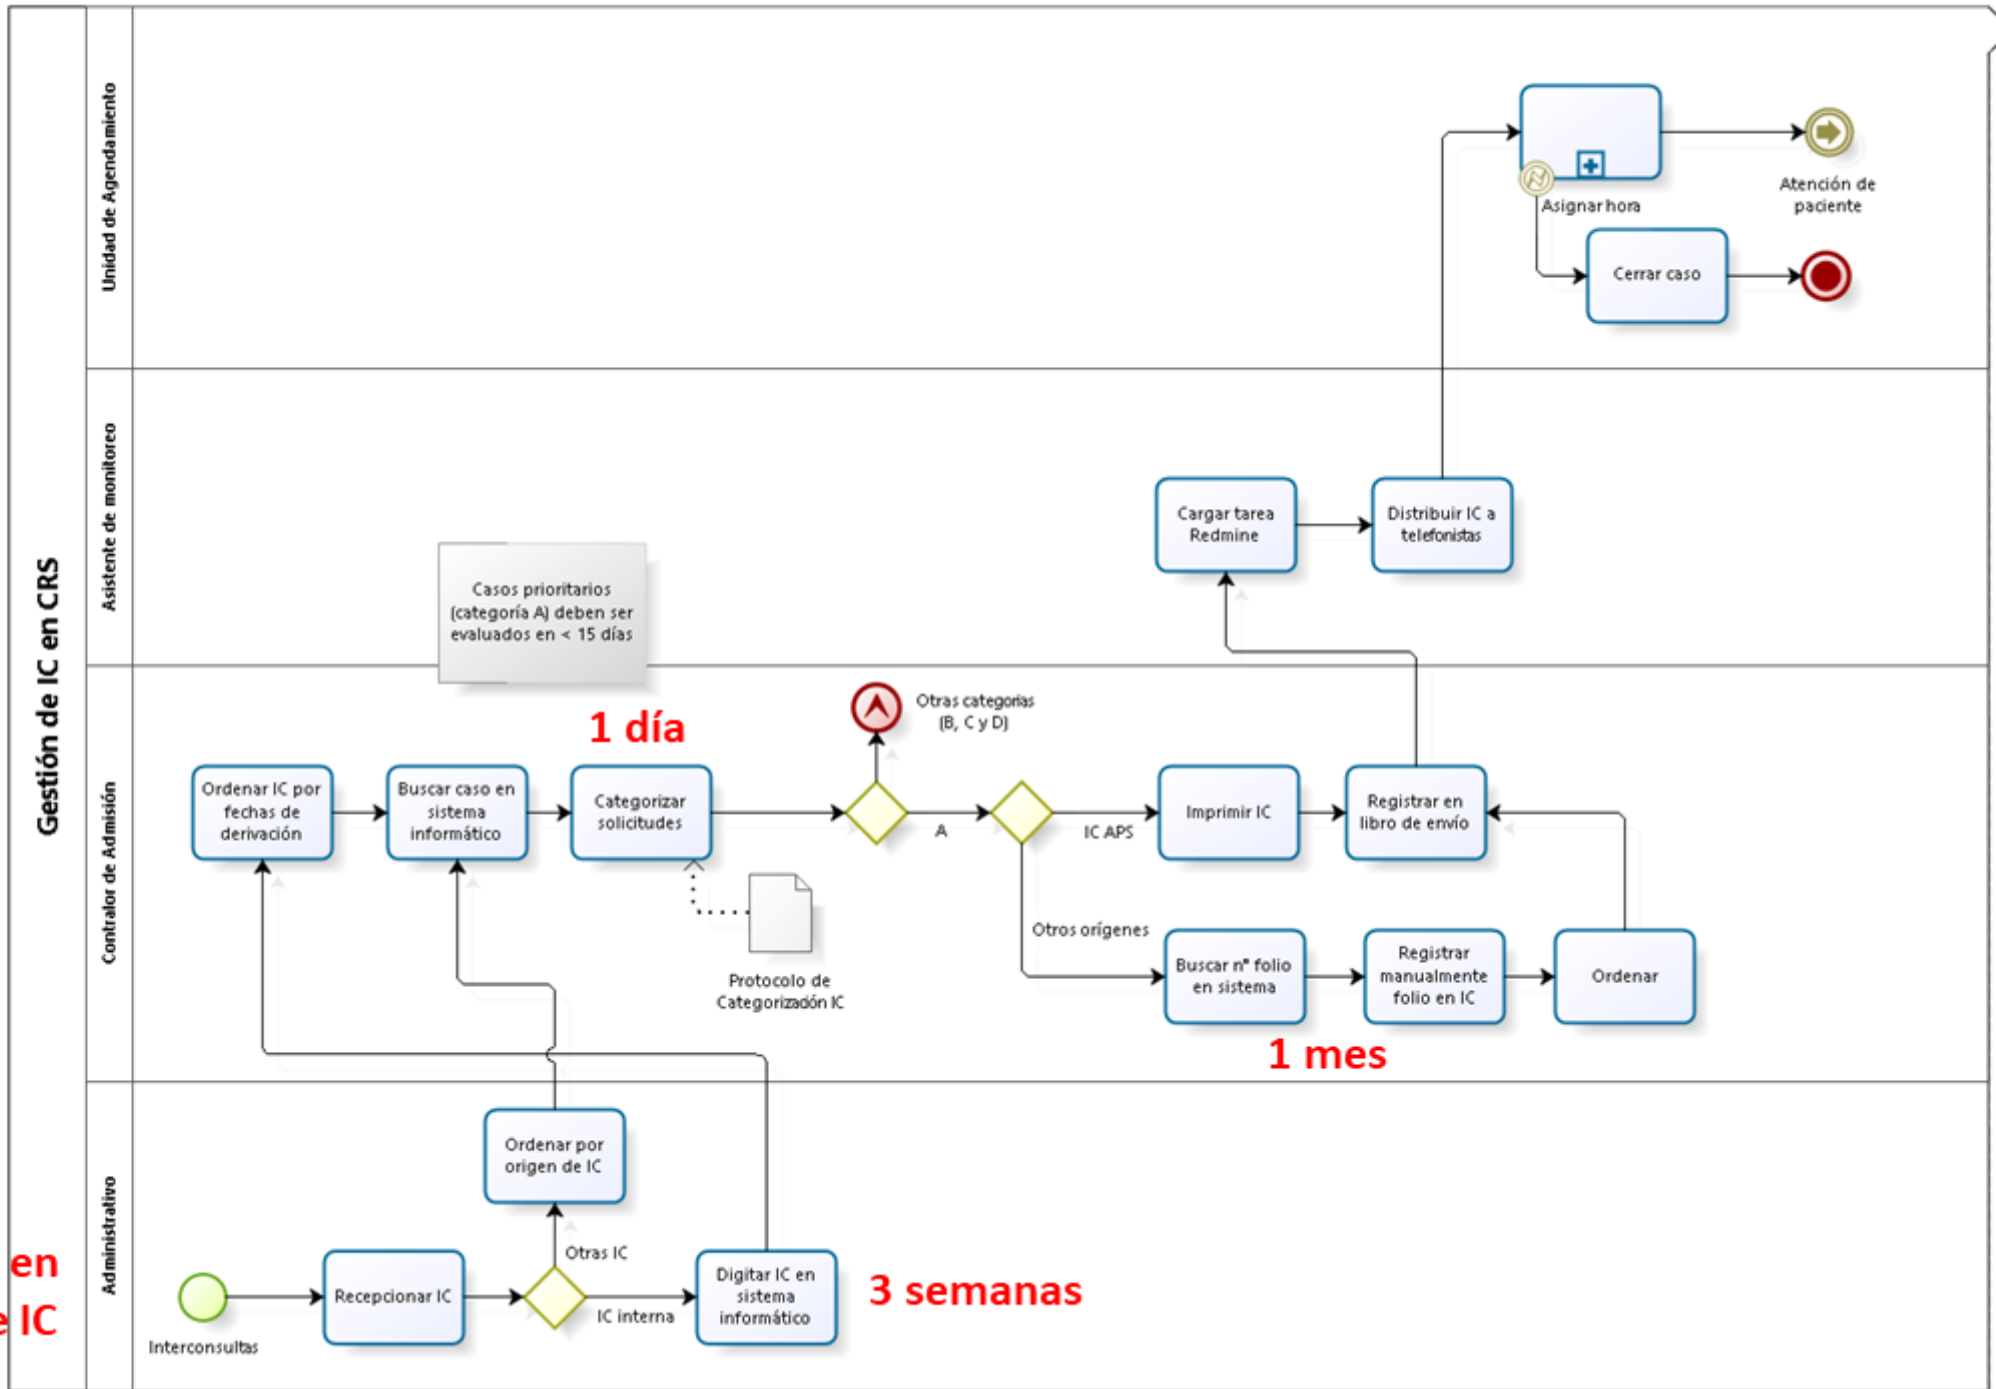 Gestión de IC en CRS
Unidad de Agendamiento
Asignar hora
Atención de
paciente
Cerrar caso
Asistente de monitoreo
Cargar tarea
Redmine
Distribuir IC a
telefonistas
Casos prioritarios
(categoría A) deben ser
evaluados en < 15 días
Contralor de Admisión
1 día
Otras categorias
(B, C y D)
Ordenar IC por
fechas de
derivación
Buscar caso en
sistema
informático
Categorizar
solicitudes
A
IC APS
Imprimir IC
Registrar en
libro de envío
Protocolo de
Categorización IC
Otros orígenes
Buscar n° folio
en sistema
Registrar
manualmente
folio en IC
Ordenar
1 mes
Administrativo
Ordenar por
origen de IC
Otras IC
Interconsultas
Recepcionar IC
IC interna
Digitar IC en
sistema
informático
3 semanas
en
e IC